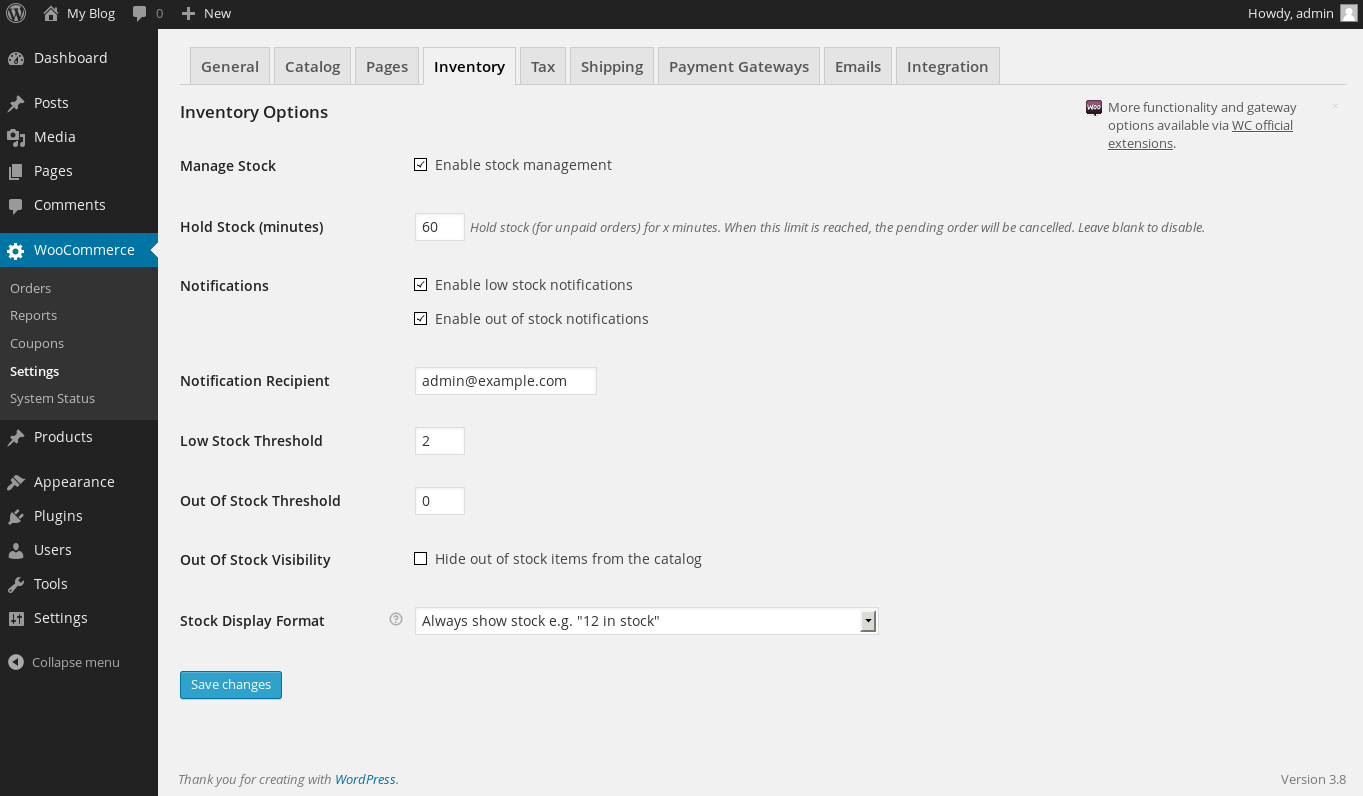 My Blog 0 New Howdy, admin
Dashboard
Posts
Media
Pages
Comments
WooCommerce
Orders
Reports
Coupons
Settings
System Status
Products
Appearance
Plugins
Users
Tools
Settings
Collapse menu
General Catalog Pages Inventory Tax Shipping Payment Gateways Emails Integration
Inventory Options
WOO
More functionality and gateway
options available via WC official
extensions.
Manage Stock Enable stock management
Hold Stock (minutes) 60 Hold stock (for unpaid orders) for x minutes. When this limit is reached, the pending order will be cancelled. Leave blank to disable.
Notifications Enable low stock notifications
Enable out of stock notifications
Notification Recipient admin@example.com
Low Stock Threshold 2
Out Of Stock Threshold 0
Out Of Stock Visibility Hide out of stock items from the catalog
Stock Display Format ? Always show stock e.g. "12 in stock"
Save changes
Thank you for creating with WordPress. Version 3.8